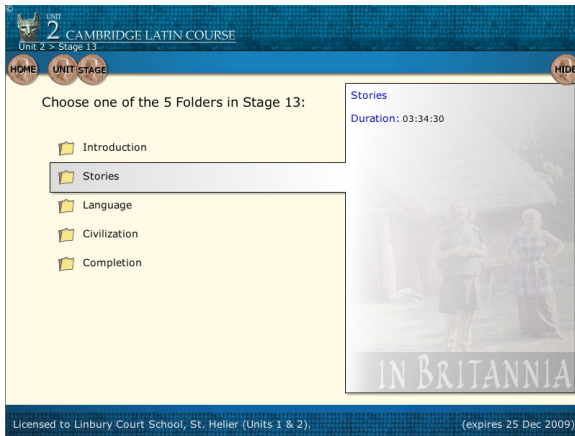 UNIT
2 CAMBRIDGE LATIN COURSE
Unit 2 > Stage 13
HOME UNIT STAGE HIDE
Choose one of the 5 Folders in Stage 13:
Introduction
Stories
Language
Civilization
Completion
Stories
Duration: 03:34:30
IN BRITANNIA
Licensed to Linbury Court School, St. Helier (Units 1 & 2). (expires 25 Dec 2009)